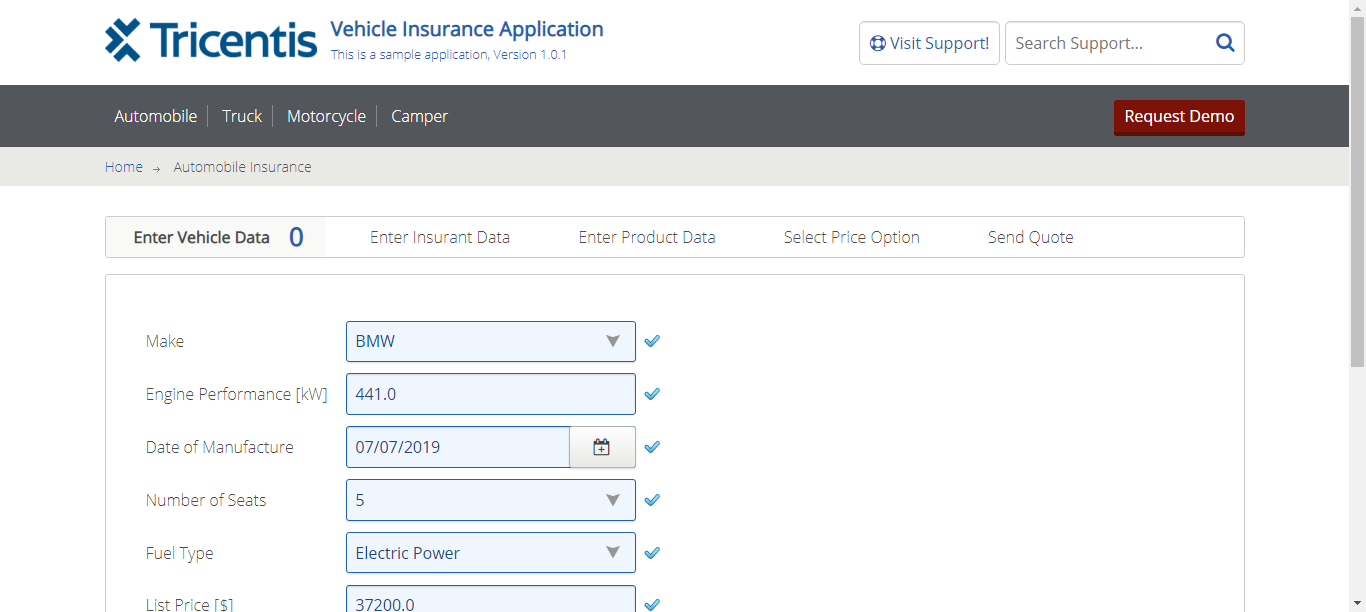 Tricentis
Vehicle Insurance Application
This is a sample application, Version 1.0.1
Visit Support!
Search Support...
Automobile
Truck
Motorcycle
Camper
Request Demo
Home → Automobile Insurance
Enter Vehicle Data 0
Enter Insurant Data
Enter Product Data
Select Price Option
Send Quote
Make
BMW
Engine Performance [kW]
441.0
Date of Manufacture
07/07/2019
Number of Seats
5
Fuel Type
Electric Power
List Price [$]
37200.0